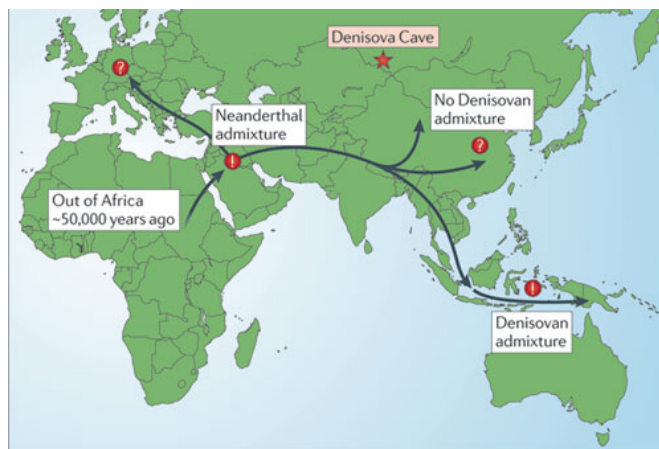 Denisova Cave
?
Neanderthal
admixture
No Denisovan
admixture
?
!
Out of Africa
~50,000 years ago
!
Denisovan
admixture